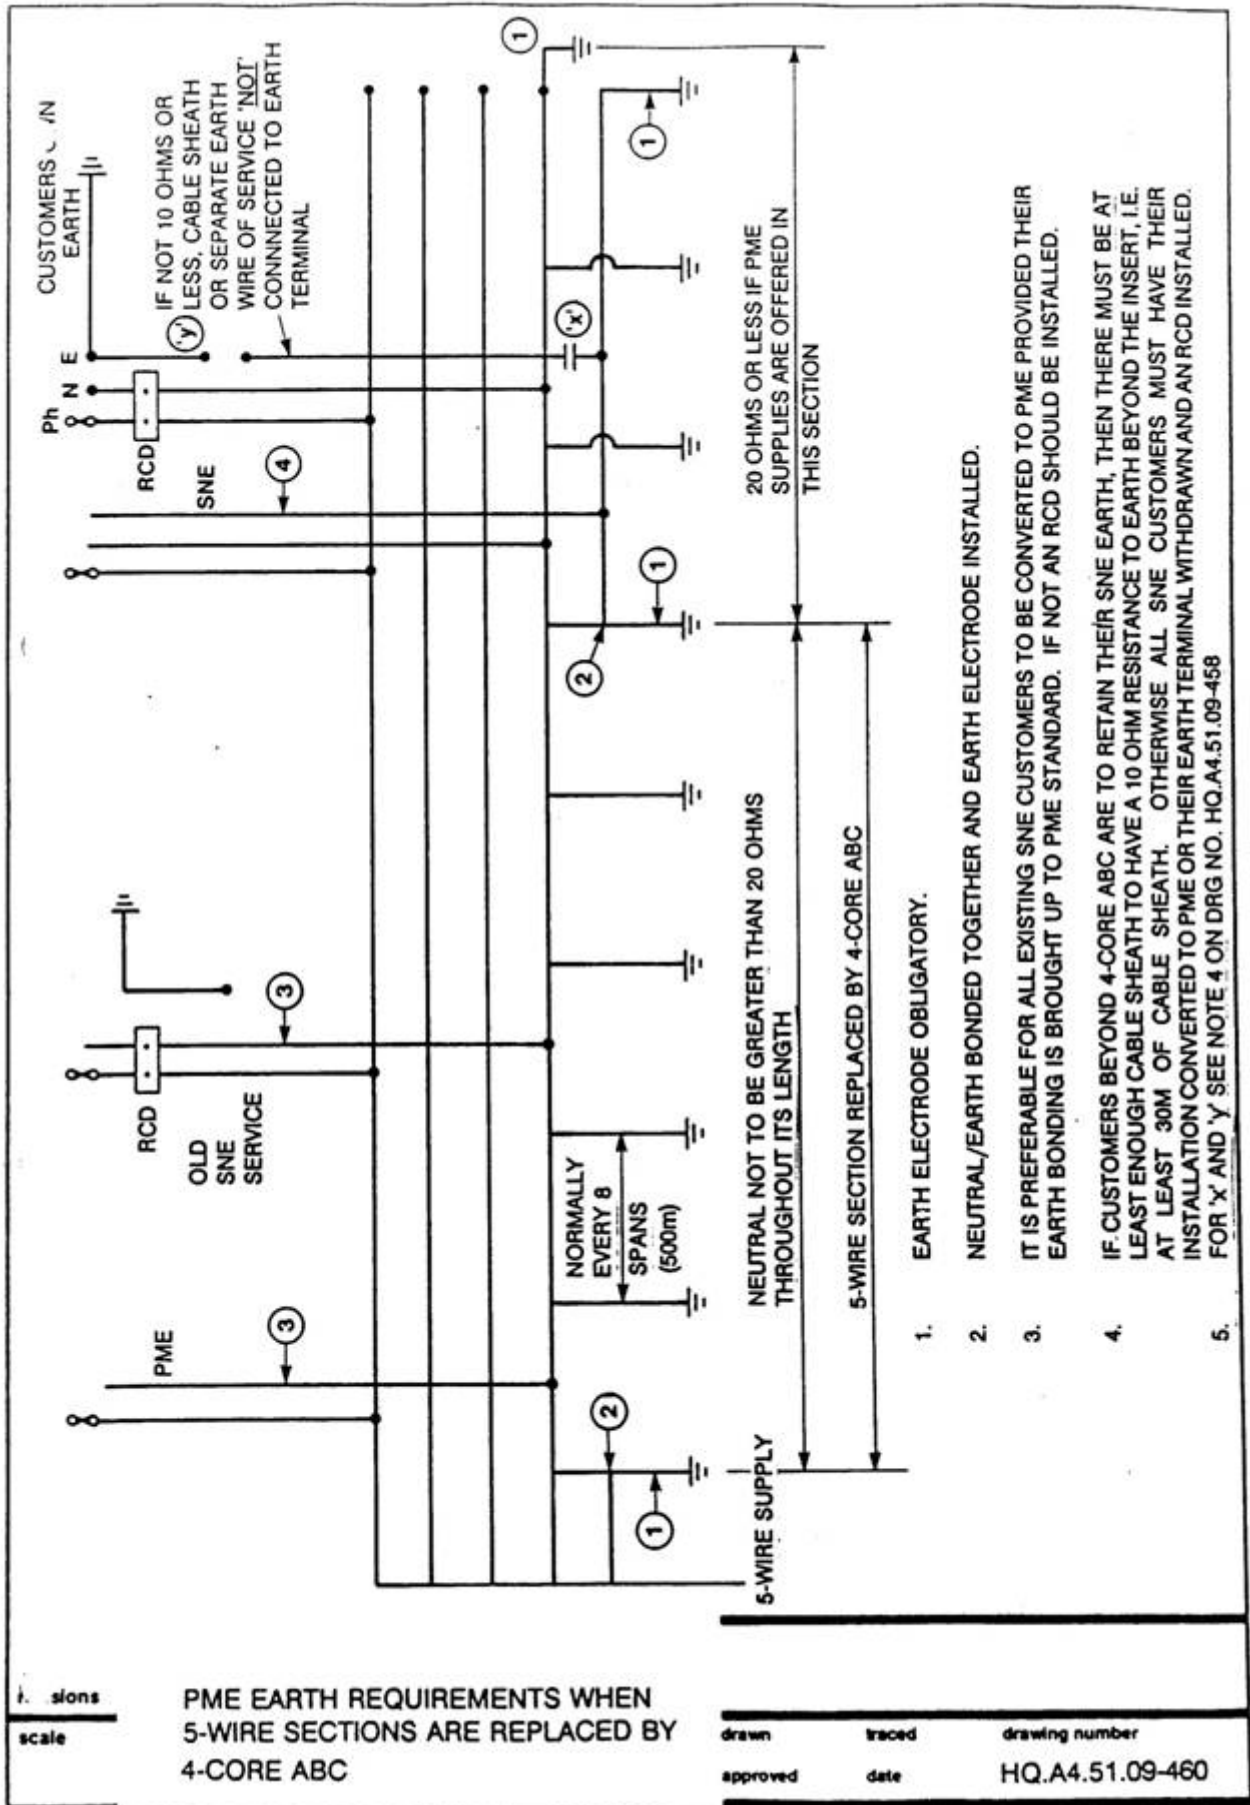 CUSTOMERS
EARTH
IF NOT 10 OHMS OR
LESS, CABLE SHEATH
OR SEPARATE EARTH
WIRE OF SERVICE 'NOT'
CONNNECTED TO EARTH
TERMINAL
Ph N E
'y'
RCD
SNE
4
1
1
'x'
20 OHMS OR LESS IF PME
SUPPLIES ARE OFFERED IN
THIS SECTION
1
2
RCD
OLD
SNE
SERVICE
3
NORMALLY
EVERY 8
SPANS
(500m)
NEUTRAL NOT TO BE GREATER THAN 20 OHMS
THROUGHOUT ITS LENGTH
5-WIRE SECTION REPLACED BY 4-CORE ABC
PME
3
2
1
5-WIRE SUPPLY
1. EARTH ELECTRODE OBLIGATORY.
2. NEUTRAL/EARTH BONDED TOGETHER AND EARTH ELECTRODE INSTALLED.
3. IT IS PREFERABLE FOR ALL EXISTING SNE CUSTOMERS TO BE CONVERTED TO PME PROVIDED THEIR
EARTH BONDING IS BROUGHT UP TO PME STANDARD. IF NOT AN RCD SHOULD BE INSTALLED.
4. IF CUSTOMERS BEYOND 4-CORE ABC ARE TO RETAIN THEIR SNE EARTH, THEN THERE MUST BE AT
LEAST ENOUGH CABLE SHEATH TO HAVE A 10 OHM RESISTANCE TO EARTH BEYOND THE INSERT, I.E.
AT LEAST 30M OF CABLE SHEATH. OTHERWISE ALL SNE CUSTOMERS MUST HAVE THEIR
INSTALLATION CONVERTED TO PME OR THEIR EARTH TERMINAL WITHDRAWN AND AN RCD INSTALLED.
5. FOR 'x' AND 'y' SEE NOTE 4 ON DRG NO. HQ.A4.51.09-458
sions
scale
PME EARTH REQUIREMENTS WHEN
5-WIRE SECTIONS ARE REPLACED BY
4-CORE ABC
drawn traced drawing number
approved date HQ.A4.51.09-460